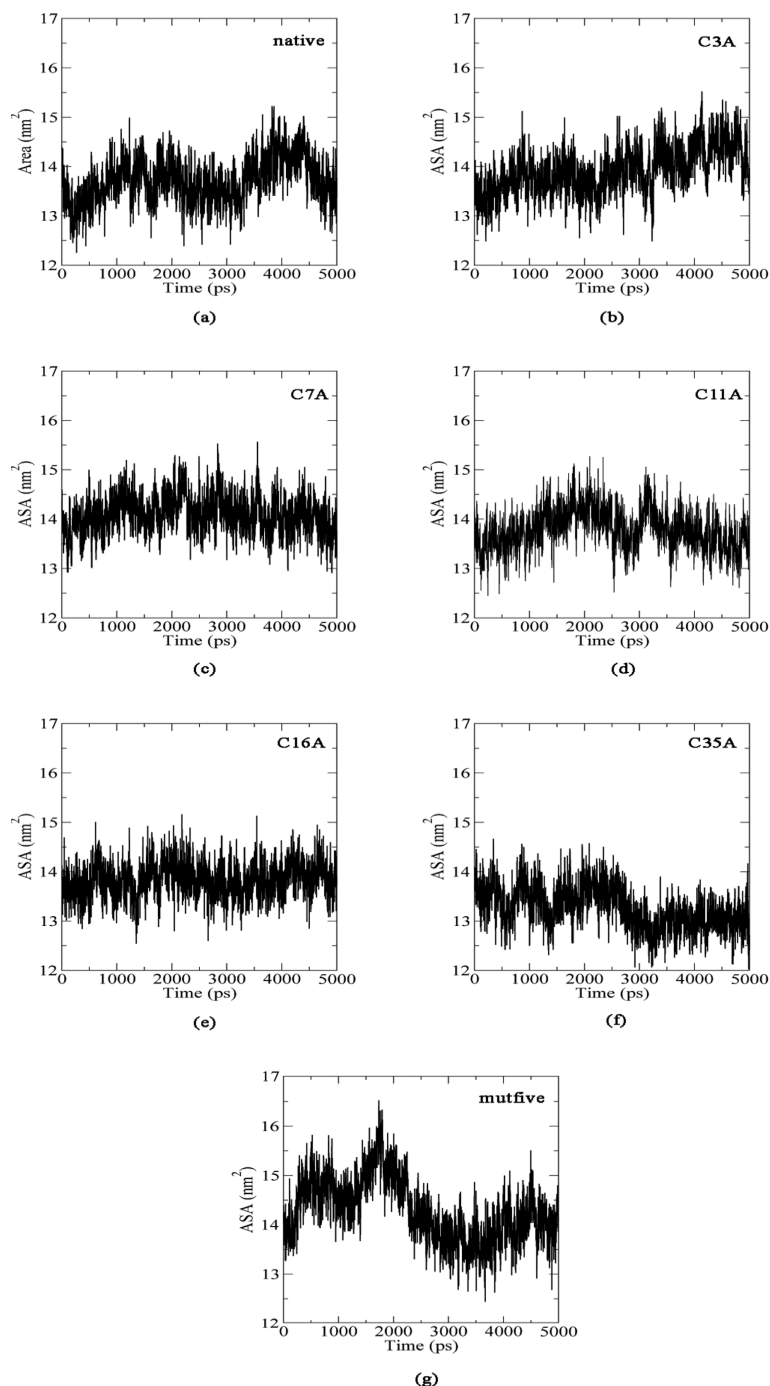 native
Area (nm²)
17
16
15
14
13
12
0 1000 2000 3000 4000 5000
Time (ps)
(a)
C3A
ASA (nm²)
17
16
15
14
13
12
0 1000 2000 3000 4000 5000
Time (ps)
(b)
C7A
ASA (nm²)
17
16
15
14
13
12
0 1000 2000 3000 4000 5000
Time (ps)
(c)
C11A
ASA (nm²)
17
16
15
14
13
12
0 1000 2000 3000 4000 5000
Time (ps)
(d)
C16A
ASA (nm²)
17
16
15
14
13
12
0 1000 2000 3000 4000 5000
Time (ps)
(e)
C35A
ASA (nm²)
17
16
15
14
13
12
0 1000 2000 3000 4000 5000
Time (ps)
(f)
mutfive
ASA (nm²)
17
16
15
14
13
12
0 1000 2000 3000 4000 5000
Time (ps)
(g)